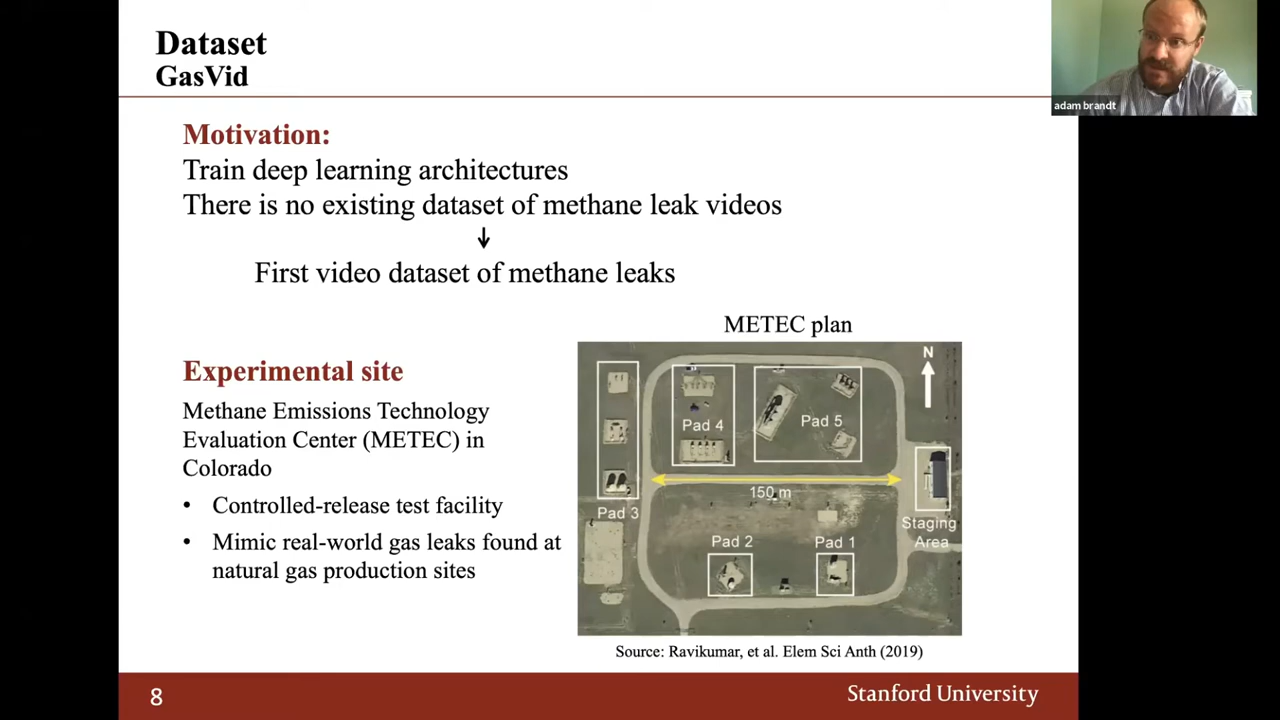 Dataset
GasVid
adam brandt
Motivation:
Train deep learning architectures
There is no existing dataset of methane leak videos
First video dataset of methane leaks
METEC plan
Experimental site
Methane Emissions Technology
Evaluation Center (METEC) in
Colorado
• Controlled-release test facility
• Mimic real-world gas leaks found at
natural gas production sites
N
Pad 4
Pad 5
150 m
Pad 3
Staging
Area
Pad 2
Pad 1
Source: Ravikumar, et al. Elem Sci Anth (2019)
8
Stanford University